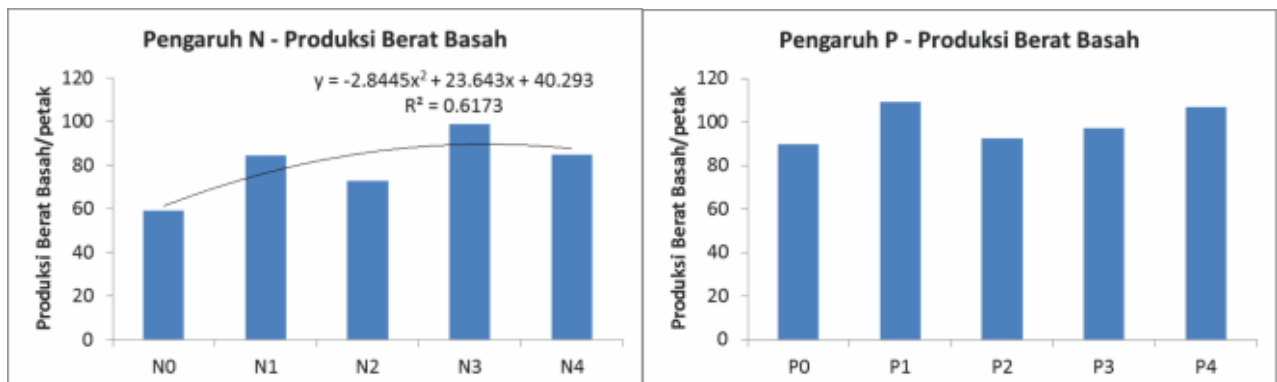 Pengaruh N - Produksi Berat Basah
y = -2.8445x² + 23.643x + 40.293
R² = 0.6173
Produksi Berat Basah/petak
120
100
80
60
40
20
0
N0 N1 N2 N3 N4
Pengaruh P - Produksi Berat Basah
Produksi Berat Basah/petak
120
100
80
60
40
20
0
P0 P1 P2 P3 P4